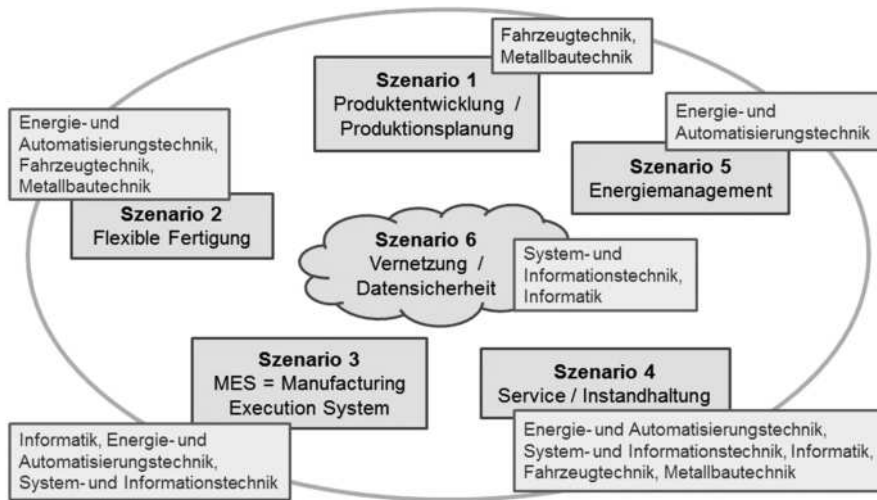 Fahrzeugtechnik,
Metallbautechnik
Szenario 1
Produktentwicklung /
Produktionsplanung
Energie- und
Automatisierungstechnik
Szenario 5
Energiemanagement
Energie- und
Automatisierungstechnik,
Fahrzeugtechnik,
Metallbautechnik
Szenario 2
Flexible Fertigung
Szenario 6
Vernetzung /
Datensicherheit
System- und
Informationstechnik,
Informatik
Szenario 3
MES = Manufacturing
Execution System
Informatik, Energie- und
Automatisierungstechnik,
System- und Informationstechnik
Szenario 4
Service / Instandhaltung
Energie- und Automatisierungstechnik,
System- und Informationstechnik, Informatik,
Fahrzeugtechnik, Metallbautechnik